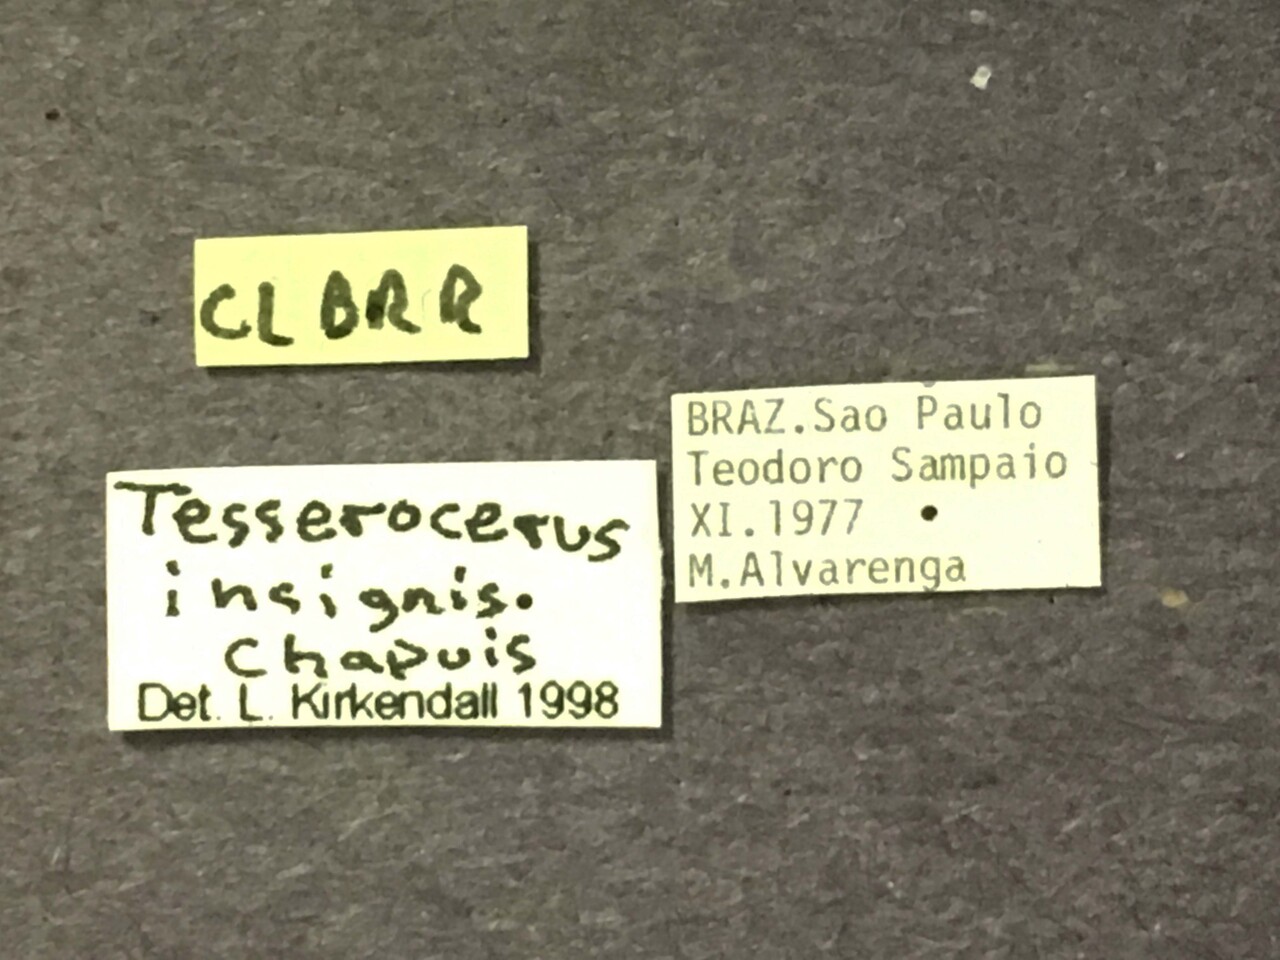 CLBRR
BRAZ.Sao Paulo
Teodoro Sampaio
XI.1977
M.Alvarenga
Tesserocerus
insignis.
Chapuis
Det. L. Kirkendall 1998